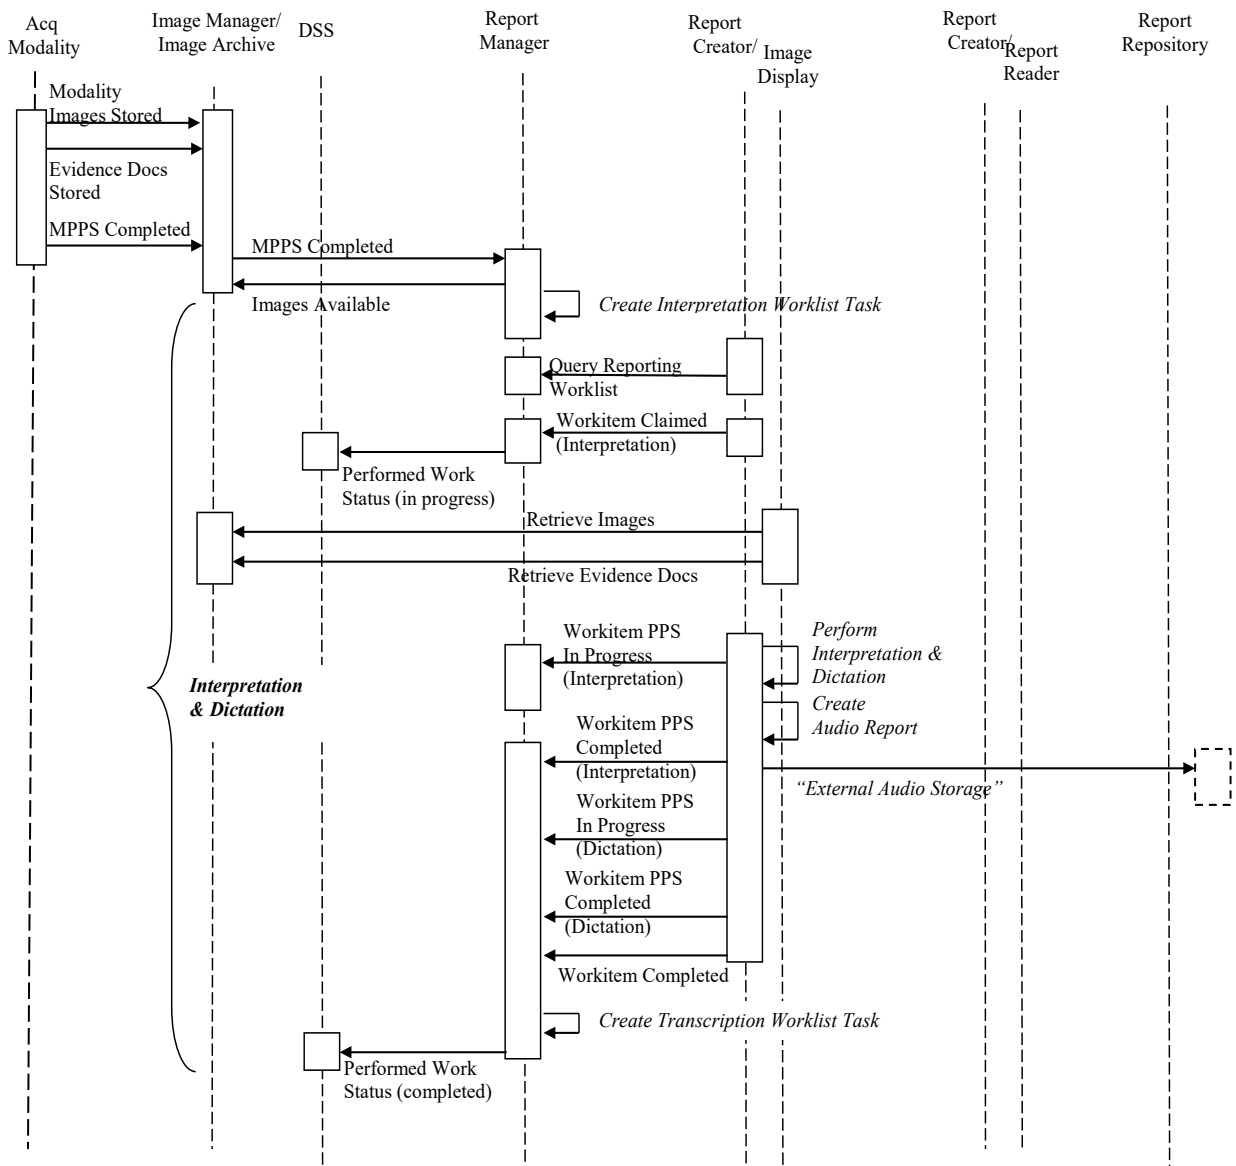 Acq
Modality
Image Manager/
Image Archive
DSS
Report
Manager
Report
Creator/
Image
Display
Report
Creator/
Report
Reader
Report
Repository
Modality
Images Stored
Evidence Docs
Stored
MPPS Completed
MPPS Completed
Images Available
Create Interpretation Worklist Task
Query Reporting
Worklist
Workitem Claimed
(Interpretation)
Performed Work
Status (in progress)
Retrieve Images
Retrieve Evidence Docs
Workitem PPS
In Progress
(Interpretation)
Perform
Interpretation &
Dictation
Interpretation
& Dictation
Create
Audio Report
Workitem PPS
Completed
(Interpretation)
“External Audio Storage”
Workitem PPS
In Progress
(Dictation)
Workitem PPS
Completed
(Dictation)
Workitem Completed
Create Transcription Worklist Task
Performed Work
Status (completed)